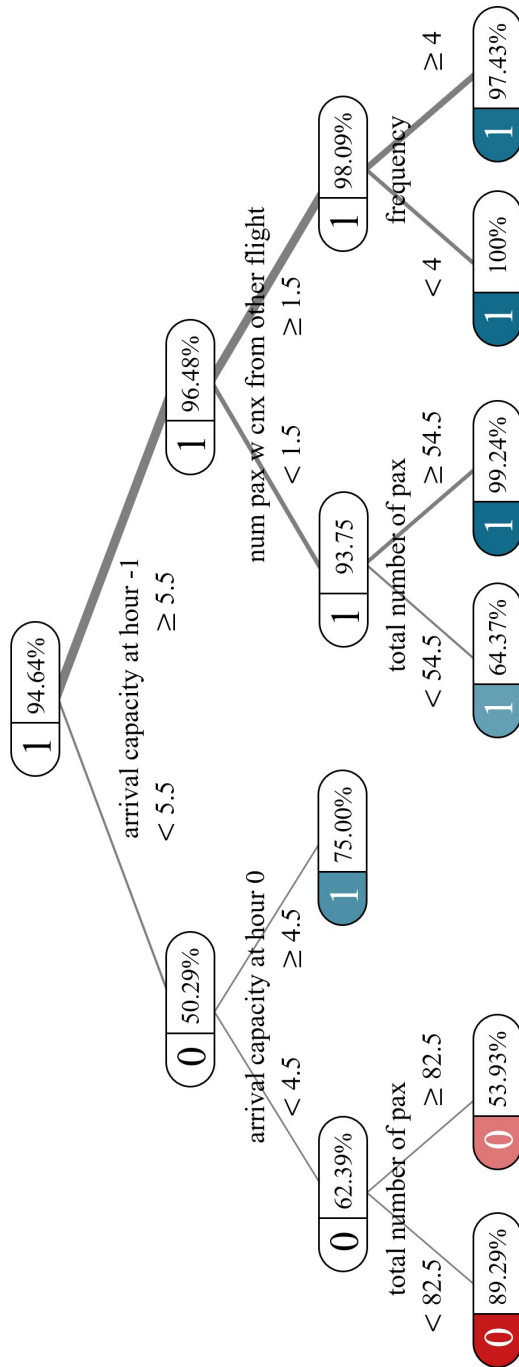 1 94.64%
arrival capacity at hour -1
< 5.5 ≥ 5.5
0 50.29%
1 96.48%
arrival capacity at hour 0
< 4.5 ≥ 4.5
num pax w cnx from other flight
< 1.5 ≥ 1.5
0 62.39%
1 75.00%
1 93.75
1 98.09%
total number of pax
< 82.5 ≥ 82.5
total number of pax
< 54.5 ≥ 54.5
frequency
< 4 ≥ 4
0 89.29%
0 53.93%
1 64.37%
1 99.24%
1 100%
1 97.43%